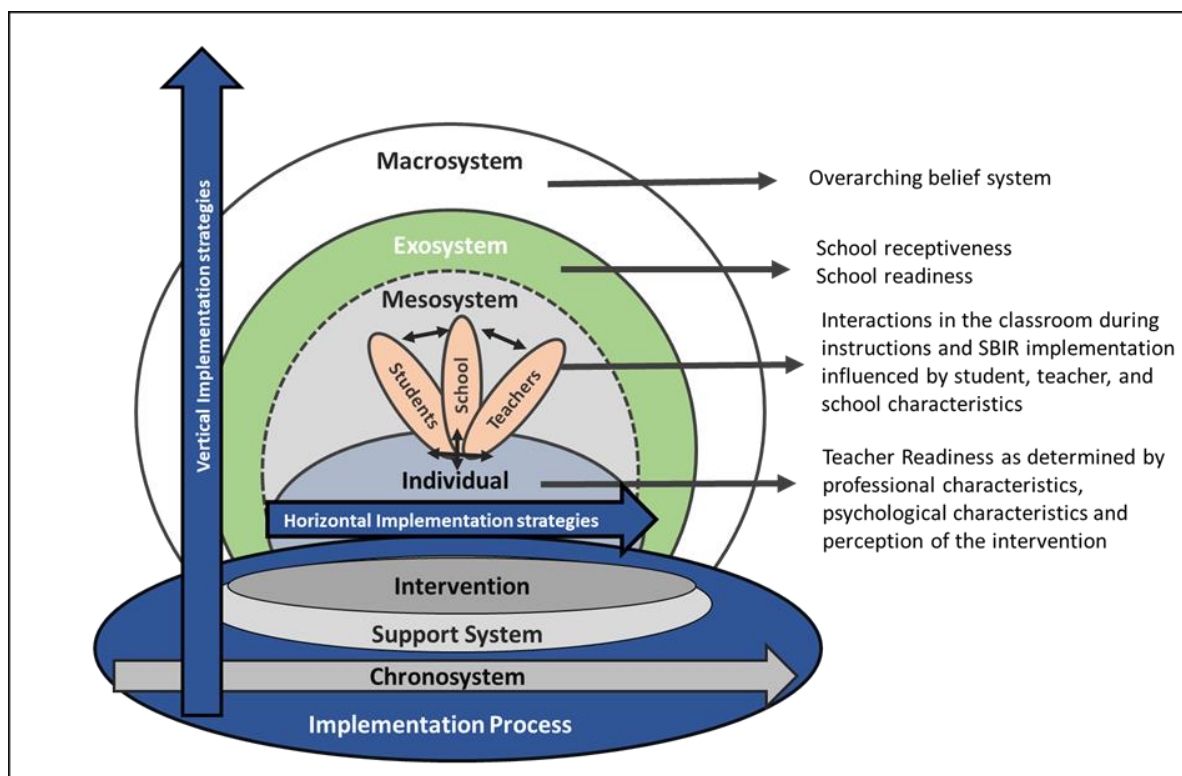 Macrosystem
Overarching belief system
Exosystem
School receptiveness
School readiness
Mesosystem
Students
School
Teachers
Interactions in the classroom during
instructions and SBIR implementation
influenced by student, teacher, and
school characteristics
Individual
Teacher Readiness as determined by
professional characteristics,
psychological characteristics and
perception of the intervention
Vertical Implementation strategies
Horizontal Implementation strategies
Intervention
Support System
Chronosystem
Implementation Process